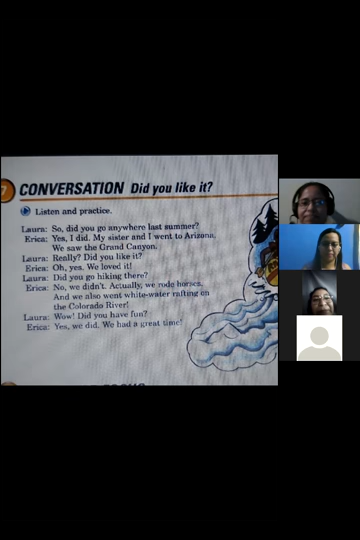 CONVERSATION Did you like it?
Listen and practice.
Laura: So, did you go anywhere last summer?
Erica: Yes, I did. My sister and I went to Arizona.
We saw the Grand Canyon.
Laura: Really? Did you like it?
Erica: Oh, yes. We loved it!
Laura: Did you go hiking there?
Erica: No, we didn't. Actually, we rode horses.
And we also went white-water rafting on
the Colorado River!
Laura: Wow! Did you have fun?
Erica: Yes, we did. We had a great time!